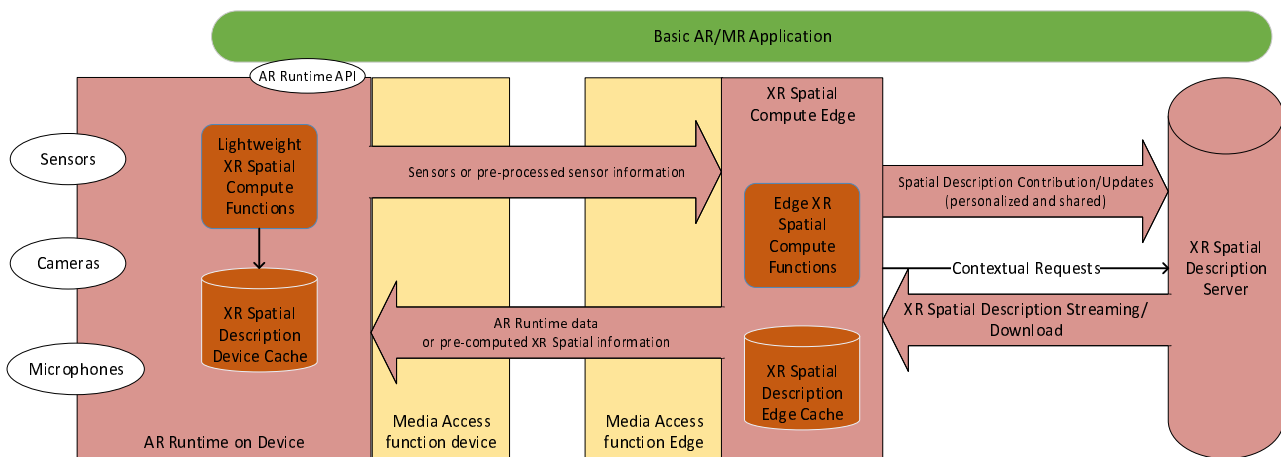 Basic AR/MR Application
AR Runtime API
Sensors
Cameras
Microphones
Lightweight
XR Spatial
Compute
Functions
XR Spatial
Description
Device Cache
AR Runtime on Device
Media Access
function device
Sensors or pre-processed sensor information
AR Runtime data
or pre-computed XR Spatial information
Media Access
function Edge
XR Spatial
Compute Edge
Edge XR
Spatial
Compute
Functions
XR Spatial
Description
Edge Cache
Spatial Description Contribution/Updates
(personalized and shared)
Contextual Requests
XR Spatial Description Streaming/
Download
XR Spatial
Description
Server